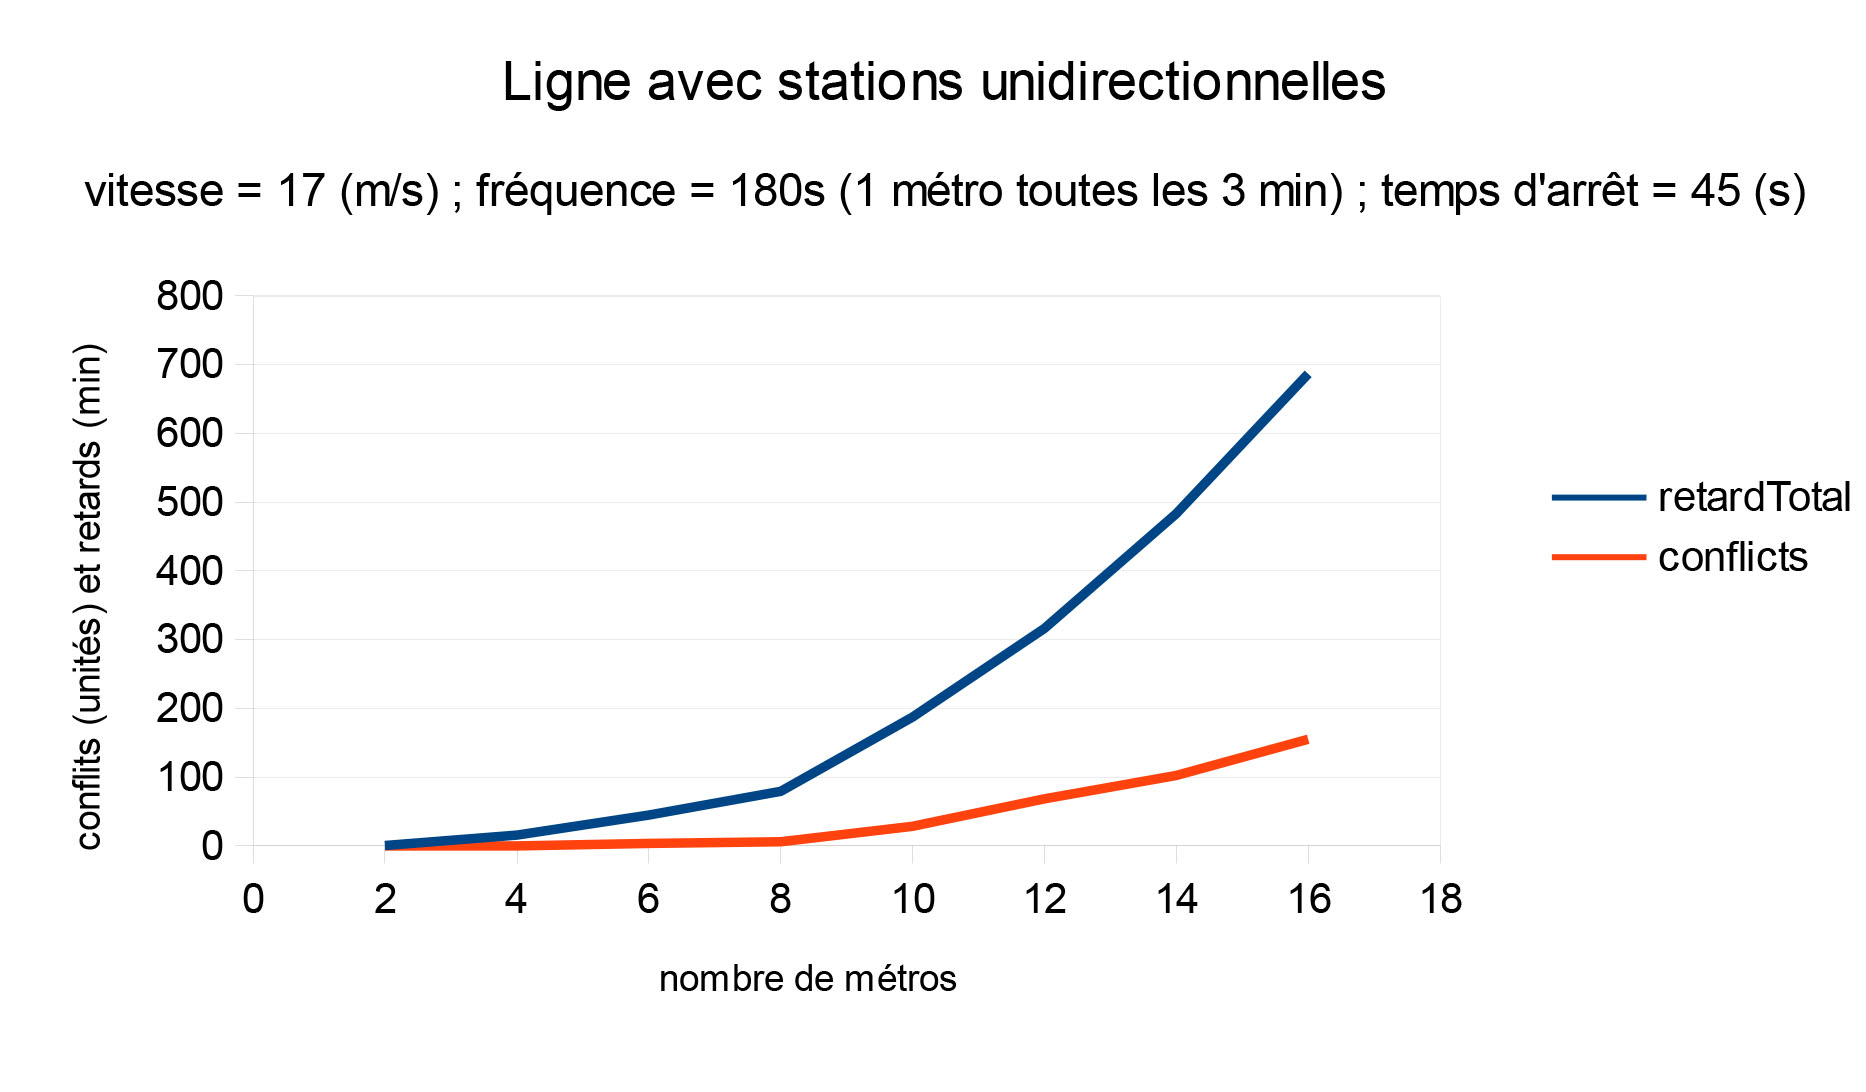 Ligne avec stations unidirectionnelles
vitesse = 17 (m/s) ; fréquence = 180s (1 métro toutes les 3 min) ; temps d'arrêt = 45 (s)
conflits (unités) et retards (min)
800
700
600
500
400
300
200
100
0
0 2 4 6 8 10 12 14 16 18
nombre de métros
retardTotal
conflicts